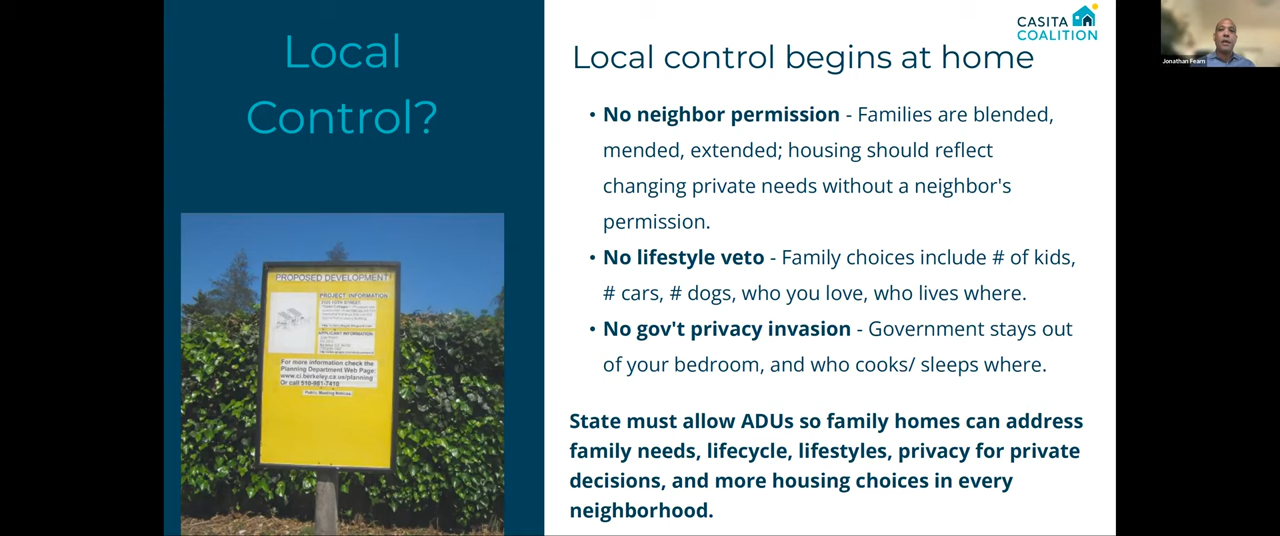 Local
Control?
CASITA
COALITION
Local control begins at home
• No neighbor permission - Families are blended,
mended, extended; housing should reflect
changing private needs without a neighbor's
permission.
• No lifestyle veto - Family choices include # of kids,
# cars, # dogs, who you love, who lives where.
• No gov't privacy invasion - Government stays out
of your bedroom, and who cooks/ sleeps where.
State must allow ADUs so family homes can address
family needs, lifecycle, lifestyles, privacy for private
decisions, and more housing choices in every
neighborhood.
PROPOSED DEVELOPMENT
PROJECT INFORMATION
APPLICANT INFORMATION:
For more information check the
Planning Department Web Page:
www.ci.berkeley.ca.us/planning
Or call 510-981-7410
Public Meeting Notices
Jonathan Fearn